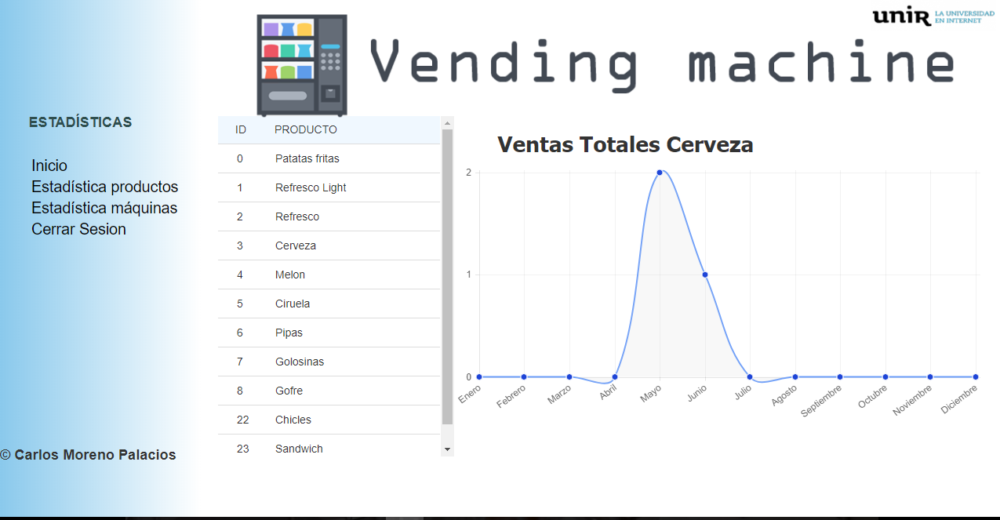 unir LA UNIVERSIDAD
EN INTERNET
Vending machine
ESTADÍSTICAS
Inicio
Estadística productos
Estadística máquinas
Cerrar Sesion
© Carlos Moreno Palacios
ID PRODUCTO
0 Patatas fritas
1 Refresco Light
2 Refresco
3 Cerveza
4 Melon
5 Ciruela
6 Pipas
7 Golosinas
8 Gofre
22 Chicles
23 Sandwich
Ventas Totales Cerveza
2
1
0
Enero Febrero Marzo Abril Mayo Junio Julio Agosto Septiembre Octubre Noviembre Diciembre